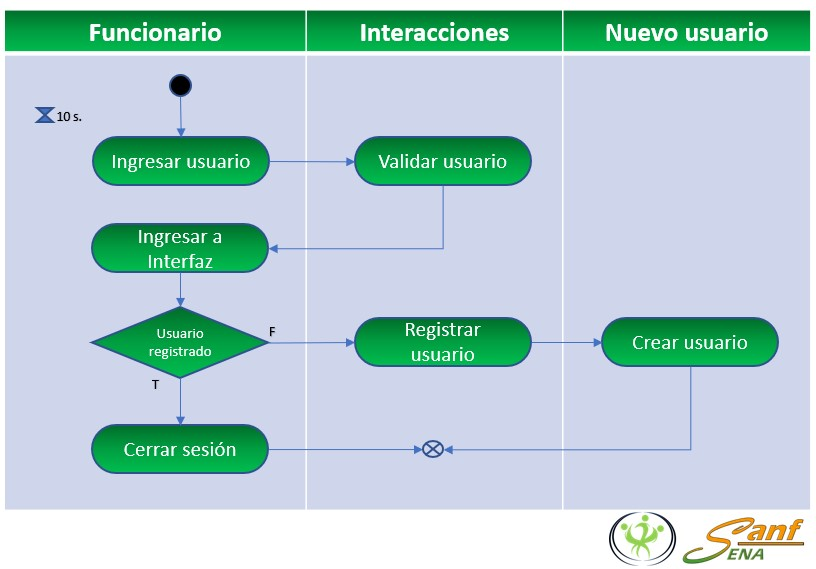 Funcionario
Interacciones
Nuevo usuario
10 s.
Ingresar usuario
Validar usuario
Ingresar a
Interfaz
Usuario
registrado
F
Registrar
usuario
Crear usuario
T
Cerrar sesión
Sanf
SENA